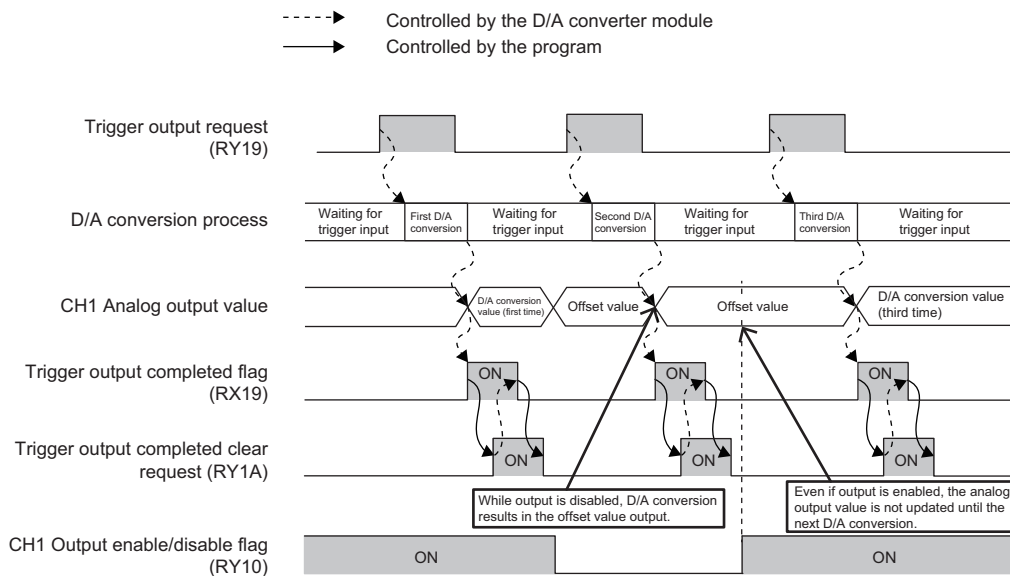 Controlled by the D/A converter module
Controlled by the program
Trigger output request
(RY19)
D/A conversion process
Waiting for
trigger input
First D/A
conversion
Waiting for
trigger input
Second D/A
conversion
Waiting for
trigger input
Third D/A
conversion
Waiting for
trigger input
CH1 Analog output value
D/A conversion
value (first time)
Offset value
Offset value
D/A conversion value
(third time)
Trigger output completed flag
(RX19)
ON
ON
ON
Trigger output completed clear
request (RY1A)
ON
ON
ON
While output is disabled, D/A conversion
results in the offset value output.
Even if output is enabled, the analog
output value is not updated until the
next D/A conversion.
CH1 Output enable/disable flag
(RY10)
ON
ON